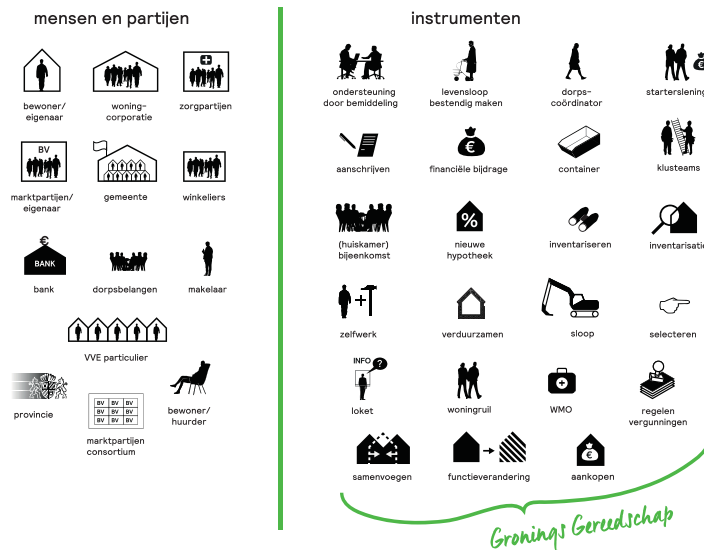 mensen en partijen
bewoner/
eigenaar
woning-
corporatie
zorgpartijen
BV
marktpartijen/
eigenaar
gemeente
winkeliers
€
BANK
bank
dorpsbelangen
makelaar
VVE particulier
provincie
BV BV BV
BV BV BV
BV BV BV
marktpartijen
consortium
bewoner/
huurder
instrumenten
ondersteuning
door bemiddeling
levensloop
bestendig maken
dorps-
coördinator
€
starterslening
aanschrijven
€
financiële bijdrage
container
klusteams
(huiskamer)
bijeenkomst
%
nieuwe
hypotheek
inventariseren
inventarisatie
+
zelfwerk
verduurzamen
sloop
selecteren
INFO ?
loket
woningruil
WMO
regelen
vergunningen
samenvoegen
functieverandering
€
aankopen
Gronings Gereedschap